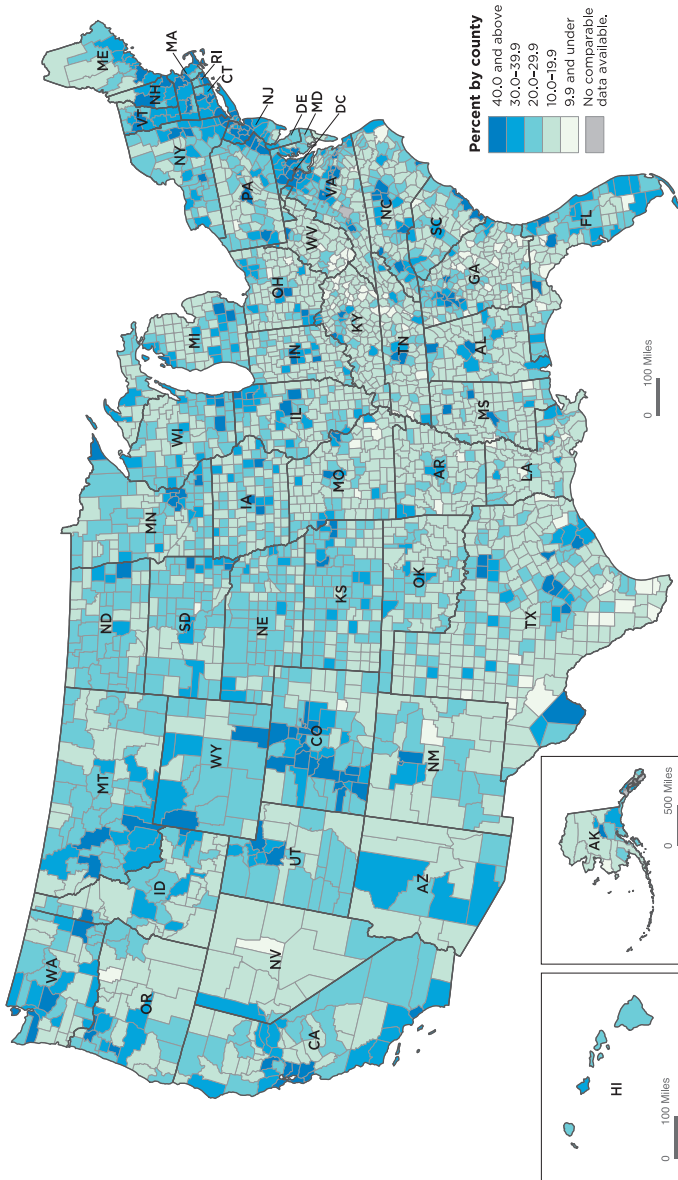 Percent by county
40.0 and above
30.0–39.9
20.0–29.9
10.0–19.9
9.9 and under
No comparable
data available.
WA
OR
CA
NV
ID
MT
WY
UT
AZ
CO
NM
ND
SD
NE
KS
OK
TX
MN
IA
MO
AR
LA
WI
IL
MS
MI
IN
OH
KY
TN
AL
GA
FL
SC
NC
VA
WV
PA
NY
VT
NH
ME
MA
RI
CT
NJ
DE
MD
DC
HI
0 100 Miles
AK
0 500 Miles
0 100 Miles